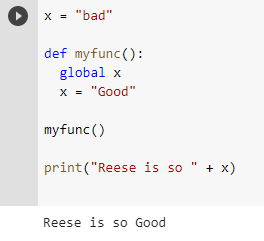 x = "bad"
def myfunc():
  global x
  x = "Good"
myfunc()
print("Reese is so " + x)
Reese is so Good